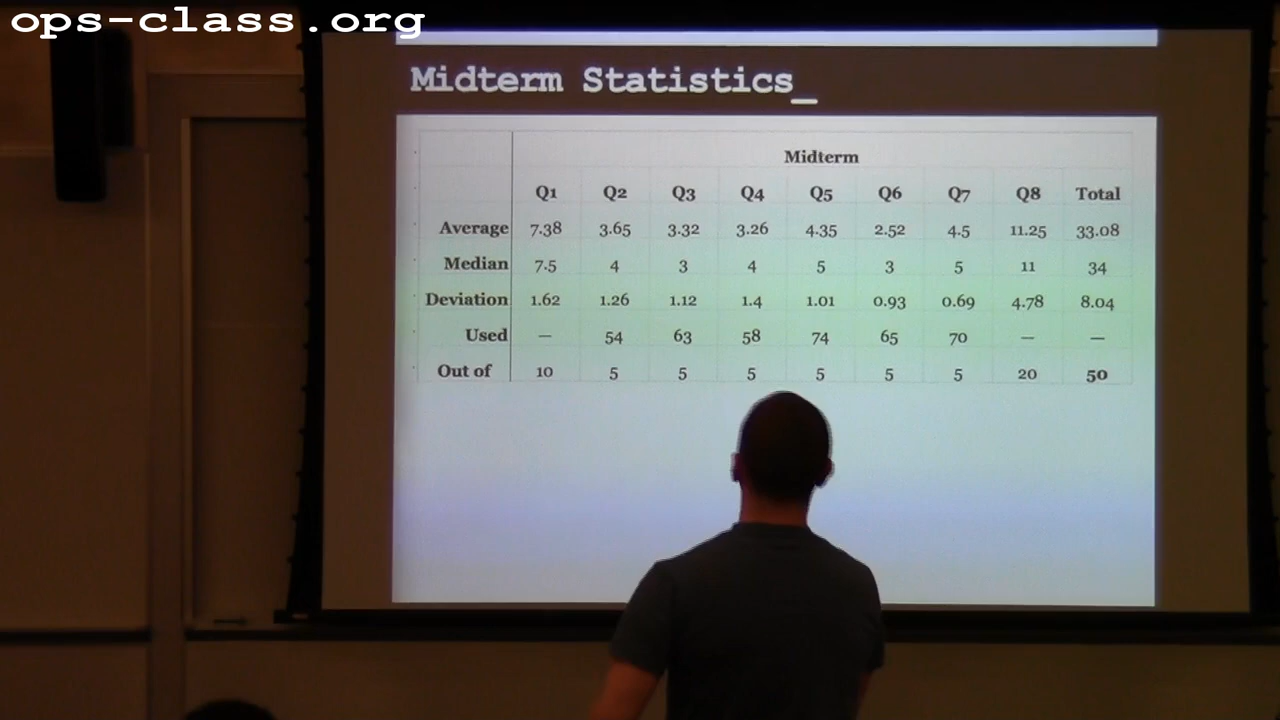 ops-class.org
Midterm Statistics_
Midterm
Q1 Q2 Q3 Q4 Q5 Q6 Q7 Q8 Total
Average 7.38 3.65 3.32 3.26 4.35 2.52 4.5 11.25 33.08
Median 7.5 4 3 4 5 3 5 11 34
Deviation 1.62 1.26 1.12 1.4 1.01 0.93 0.69 4.78 8.04
Used — 54 63 58 74 65 70 — —
Out of 10 5 5 5 5 5 5 20 50